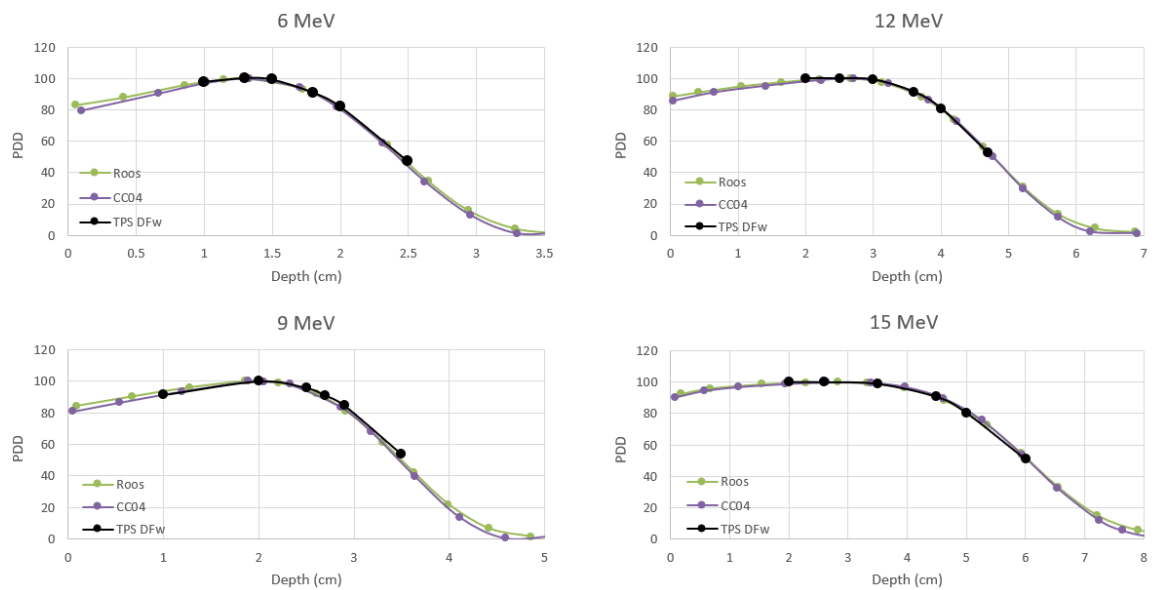 6 MeV
120
100
80
60
40
20
0
PDD
Roos
CC04
TPS DFw
0 0.5 1 1.5 2 2.5 3 3.5
Depth (cm)
12 MeV
120
100
80
60
40
20
0
PDD
Roos
CC04
TPS DFw
0 1 2 3 4 5 6 7
Depth (cm)
9 MeV
120
100
80
60
40
20
0
PDD
Roos
CC04
TPS DFw
0 1 2 3 4 5
Depth (cm)
15 MeV
120
100
80
60
40
20
0
PDD
Roos
CC04
TPS DFw
0 1 2 3 4 5 6 7 8
Depth (cm)